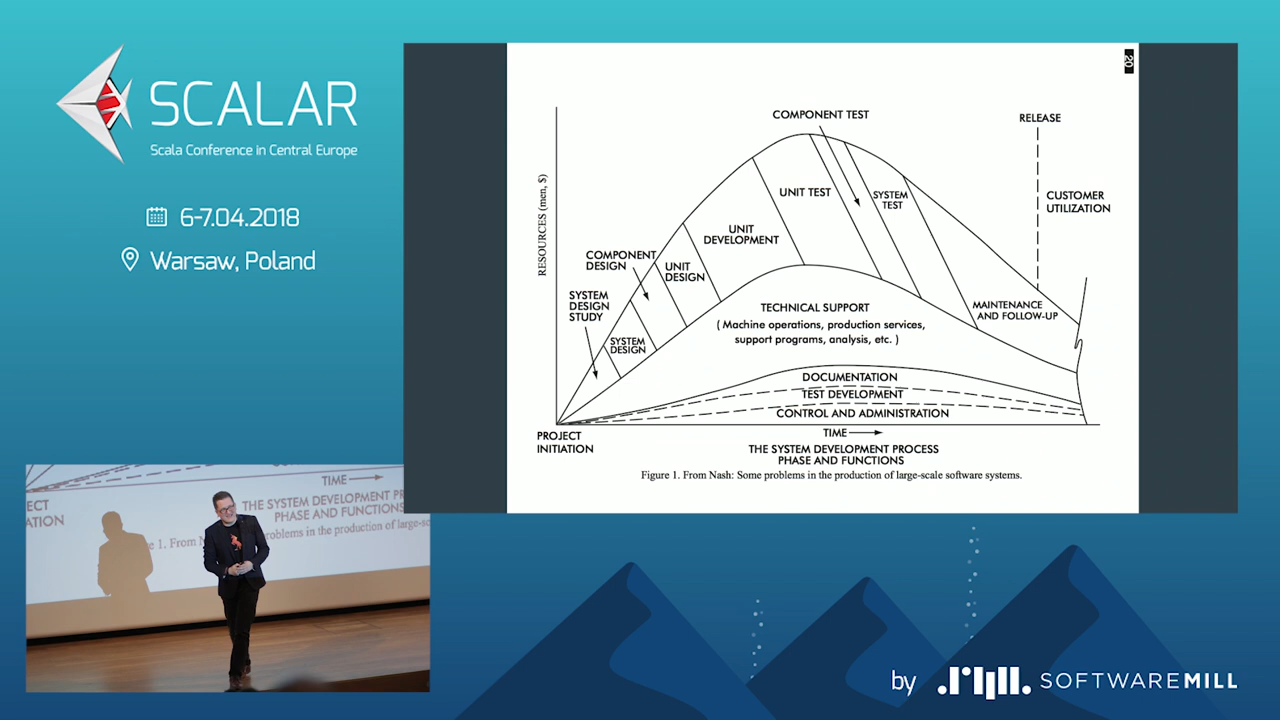 SCALAR
Scala Conference in Central Europe
6-7.04.2018
Warsaw, Poland
20
COMPONENT TEST
RELEASE
RESOURCES (men, $)
UNIT TEST
SYSTEM
TEST
CUSTOMER
UTILIZATION
UNIT
DEVELOPMENT
COMPONENT
DESIGN
UNIT
DESIGN
SYSTEM
DESIGN
STUDY
TECHNICAL SUPPORT
(Machine operations, production services,
support programs, analysis, etc. )
MAINTENANCE
AND FOLLOW-UP
SYSTEM
DESIGN
DOCUMENTATION
TEST DEVELOPMENT
CONTROL AND ADMINISTRATION
PROJECT
INITIATION
TIME
THE SYSTEM DEVELOPMENT PROCESS
PHASE AND FUNCTIONS
Figure 1. From Nash: Some problems in the production of large-scale software systems.
TIME
ECT
ATION
THE SYSTEM DEVELOPMENT PR
PHASE AND FUNCTIONS
e 1. From N problems in the production of large-sc
by SOFTWAREMILL